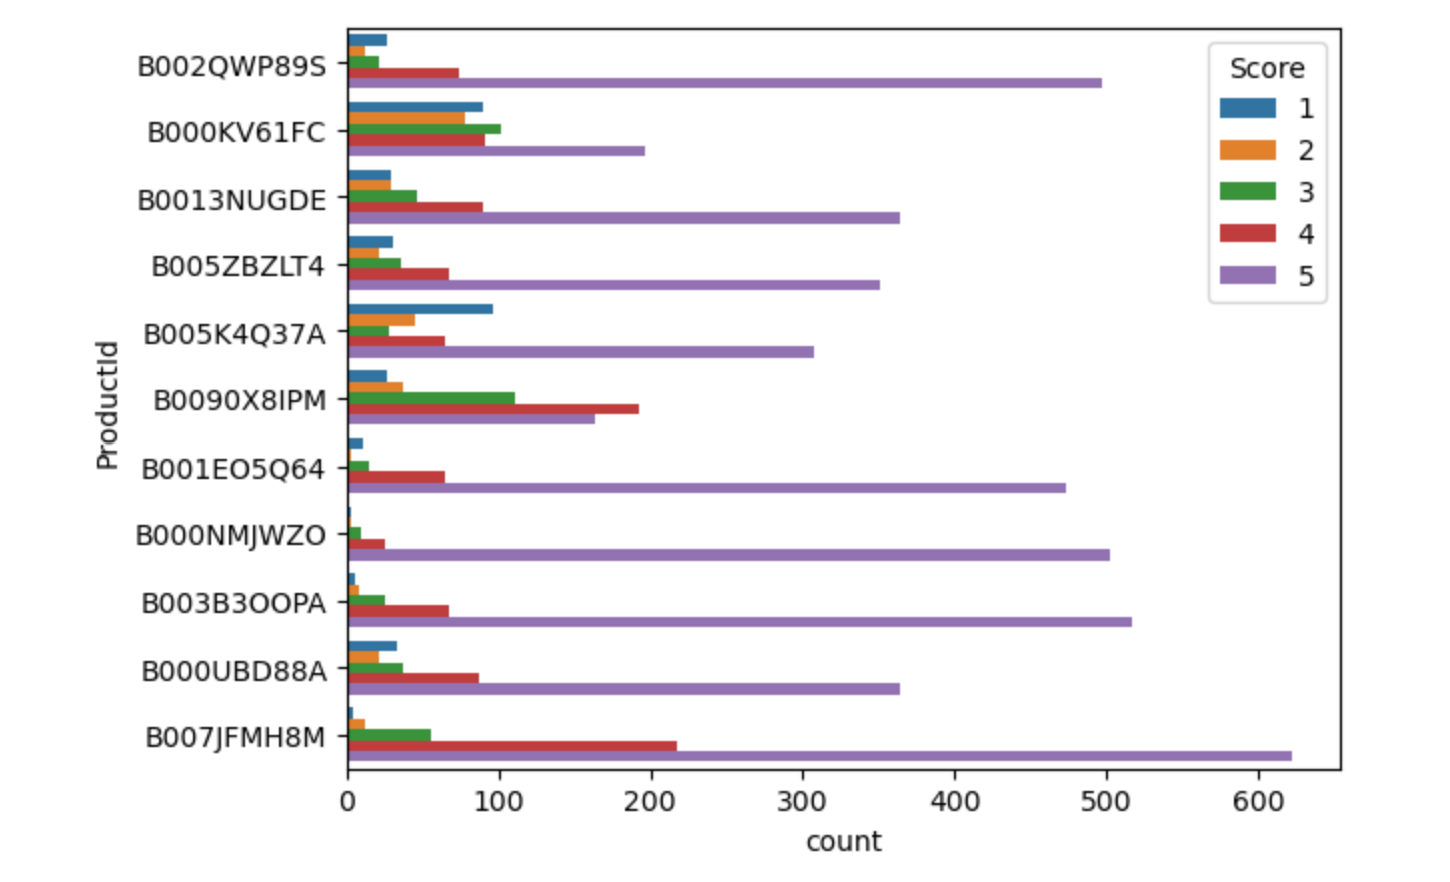 B002QWP89S
B000KV61FC
B0013NUGDE
B005ZBZLT4
B005K4Q37A
B0090X8IPM
B001EO5Q64
B000NMJWZO
B003B3OOPA
B000UBD88A
B007JFMH8M
ProductId
0 100 200 300 400 500 600
count
Score
1
2
3
4
5